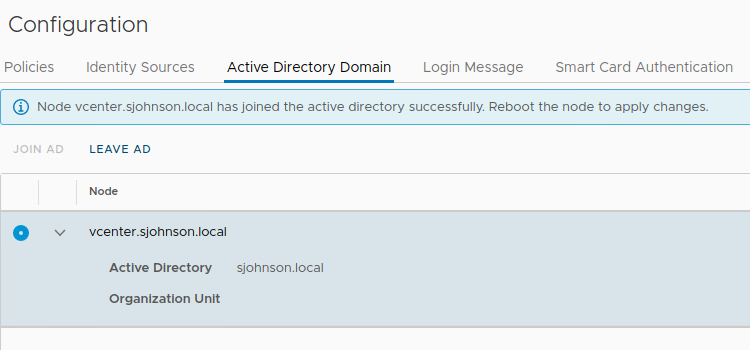 Configuration
Policies Identity Sources Active Directory Domain Login Message Smart Card Authentication
Node vcenter.sjohnson.local has joined the active directory successfully. Reboot the node to apply changes.
JOIN AD LEAVE AD
Node
vcenter.sjohnson.local
Active Directory sjohnson.local
Organization Unit